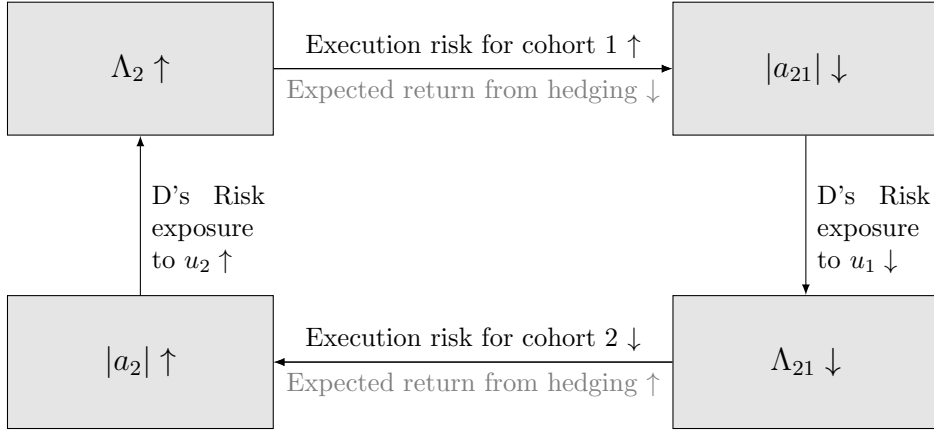 Λ₂ ↑
Execution risk for cohort 1 ↑
Expected return from hedging ↓
|a₂₁| ↓
D's Risk
exposure
to u₂ ↑
D's Risk
exposure
to u₁ ↓
|a₂| ↑
Execution risk for cohort 2 ↓
Expected return from hedging ↑
Λ₂₁ ↓